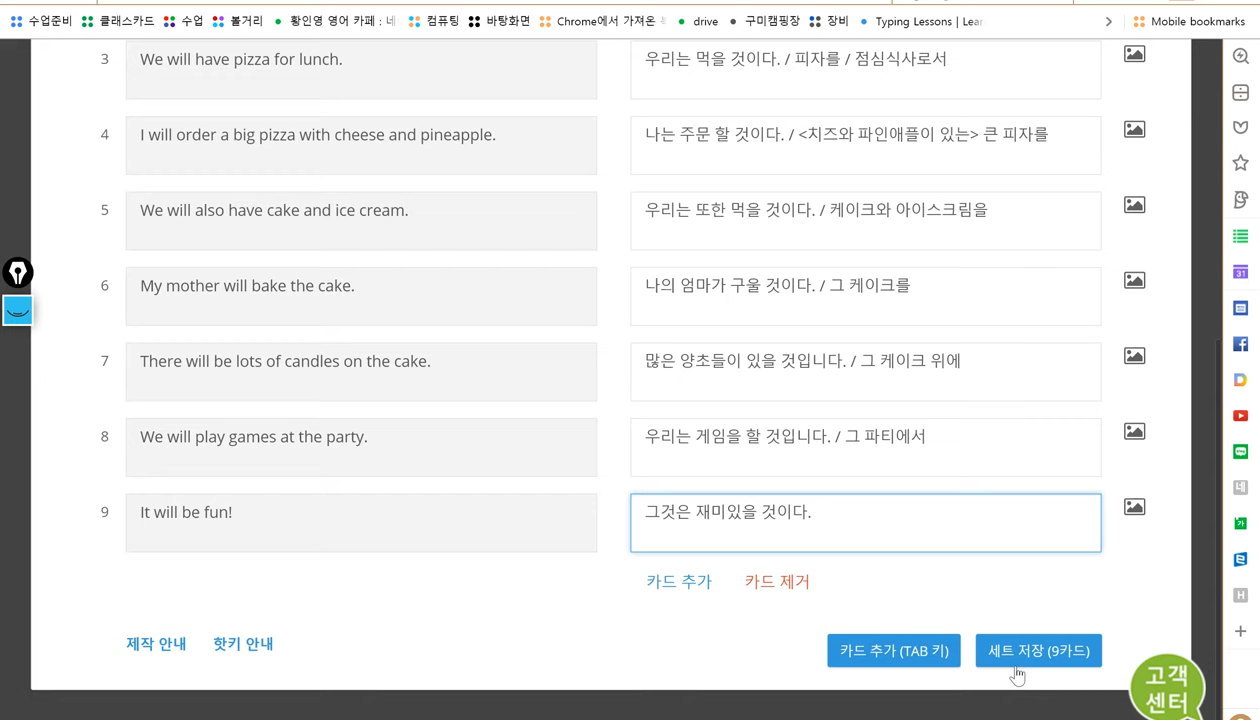 수업준비 클래스카드 수업 볼거리 황인영 영어 카페 : 네 컴퓨팅 바탕화면 Chrome에서 가져온 drive 구미캠핑장 장비 Typing Lessons | Lear Mobile bookmarks
3 We will have pizza for lunch. 우리는 먹을 것이다. / 피자를 / 점심식사로서
4 I will order a big pizza with cheese and pineapple. 나는 주문 할 것이다. / <치즈와 파인애플이 있는> 큰 피자를
5 We will also have cake and ice cream. 우리는 또한 먹을 것이다. / 케이크와 아이스크림을
6 My mother will bake the cake. 나의 엄마가 구울 것이다. / 그 케이크를
31
7 There will be lots of candles on the cake. 많은 양초들이 있을 것입니다. / 그 케이크 위에
8 We will play games at the party. 우리는 게임을 할 것입니다. / 그 파티에서
9 It will be fun! 그것은 재미있을 것이다.
카드 추가 카드 제거
H
제작 안내 핫키 안내 카드 추가 (TAB 키) 세트 저장 (9카드)
고객
센터